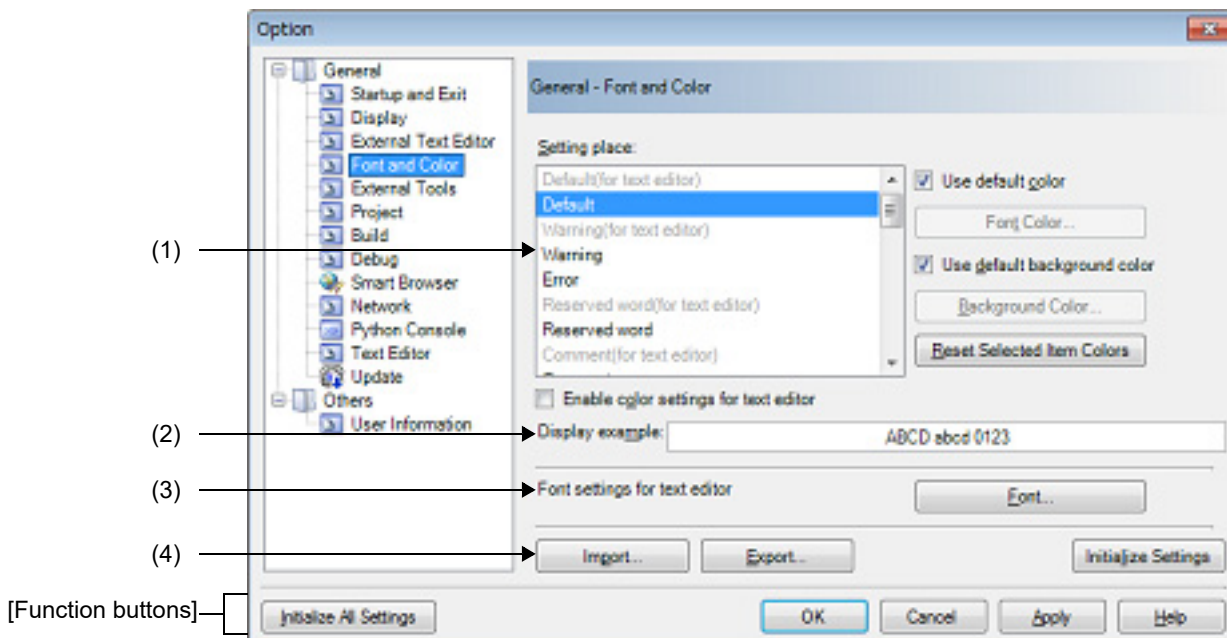 Option
General
Startup and Exit
Display
External Text Editor
Font and Color
External Tools
Project
Build
Debug
Smart Browser
Network
Python Console
Text Editor
Update
Others
User Information
General - Font and Color
Setting place:
Default(for text editor)
Default
Warning(for text editor)
Warning
Error
Reserved word(for text editor)
Reserved word
Comment(for text editor)
Use default color
Font Color...
Use default background color
Background Color...
Reset Selected Item Colors
Enable color settings for text editor
(1)
(2)
Display example:
ABCD abcd 0123
(3)
Font settings for text editor
Font...
(4)
Import...
Export...
Initialize Settings
[Function buttons]
Initialize All Settings
OK
Cancel
Apply
Help